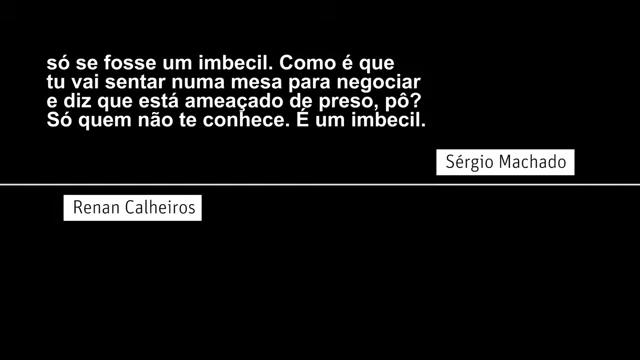 só se fosse um imbecil. Como é que
tu vai sentar numa mesa para negociar
e diz que está ameaçado de preso, pô?
Só quem não te conhece. É um imbecil.
Sérgio Machado
Renan Calheiros